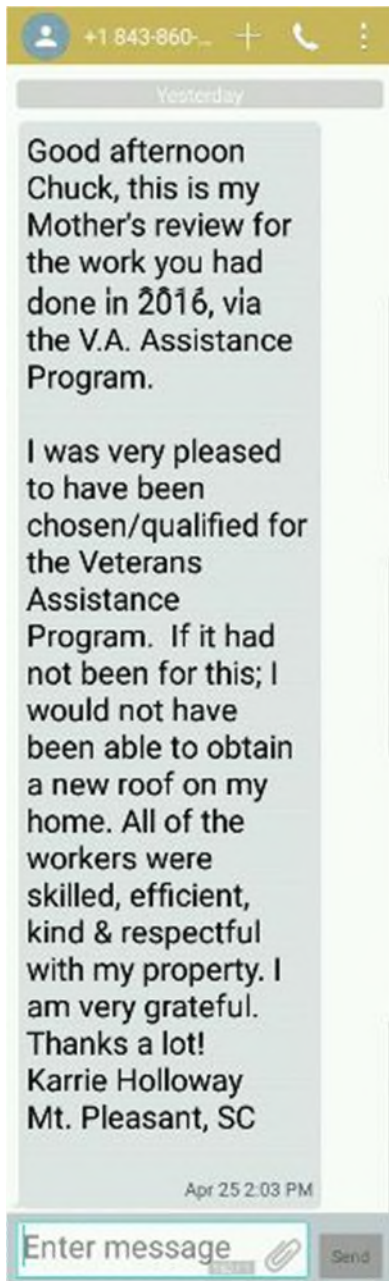 +1 843-860-...
Yesterday
Good afternoon
Chuck, this is my
Mother's review for
the work you had
done in 2016, via
the V.A. Assistance
Program.
I was very pleased
to have been
chosen/qualified for
the Veterans
Assistance
Program.  If it had
not been for this; I
would not have
been able to obtain
a new roof on my
home. All of the
workers were
skilled, efficient,
kind & respectful
with my property. I
am very grateful.
Thanks a lot!
Karrie Holloway
Mt. Pleasant, SC
Apr 25 2:03 PM
Enter message
Send